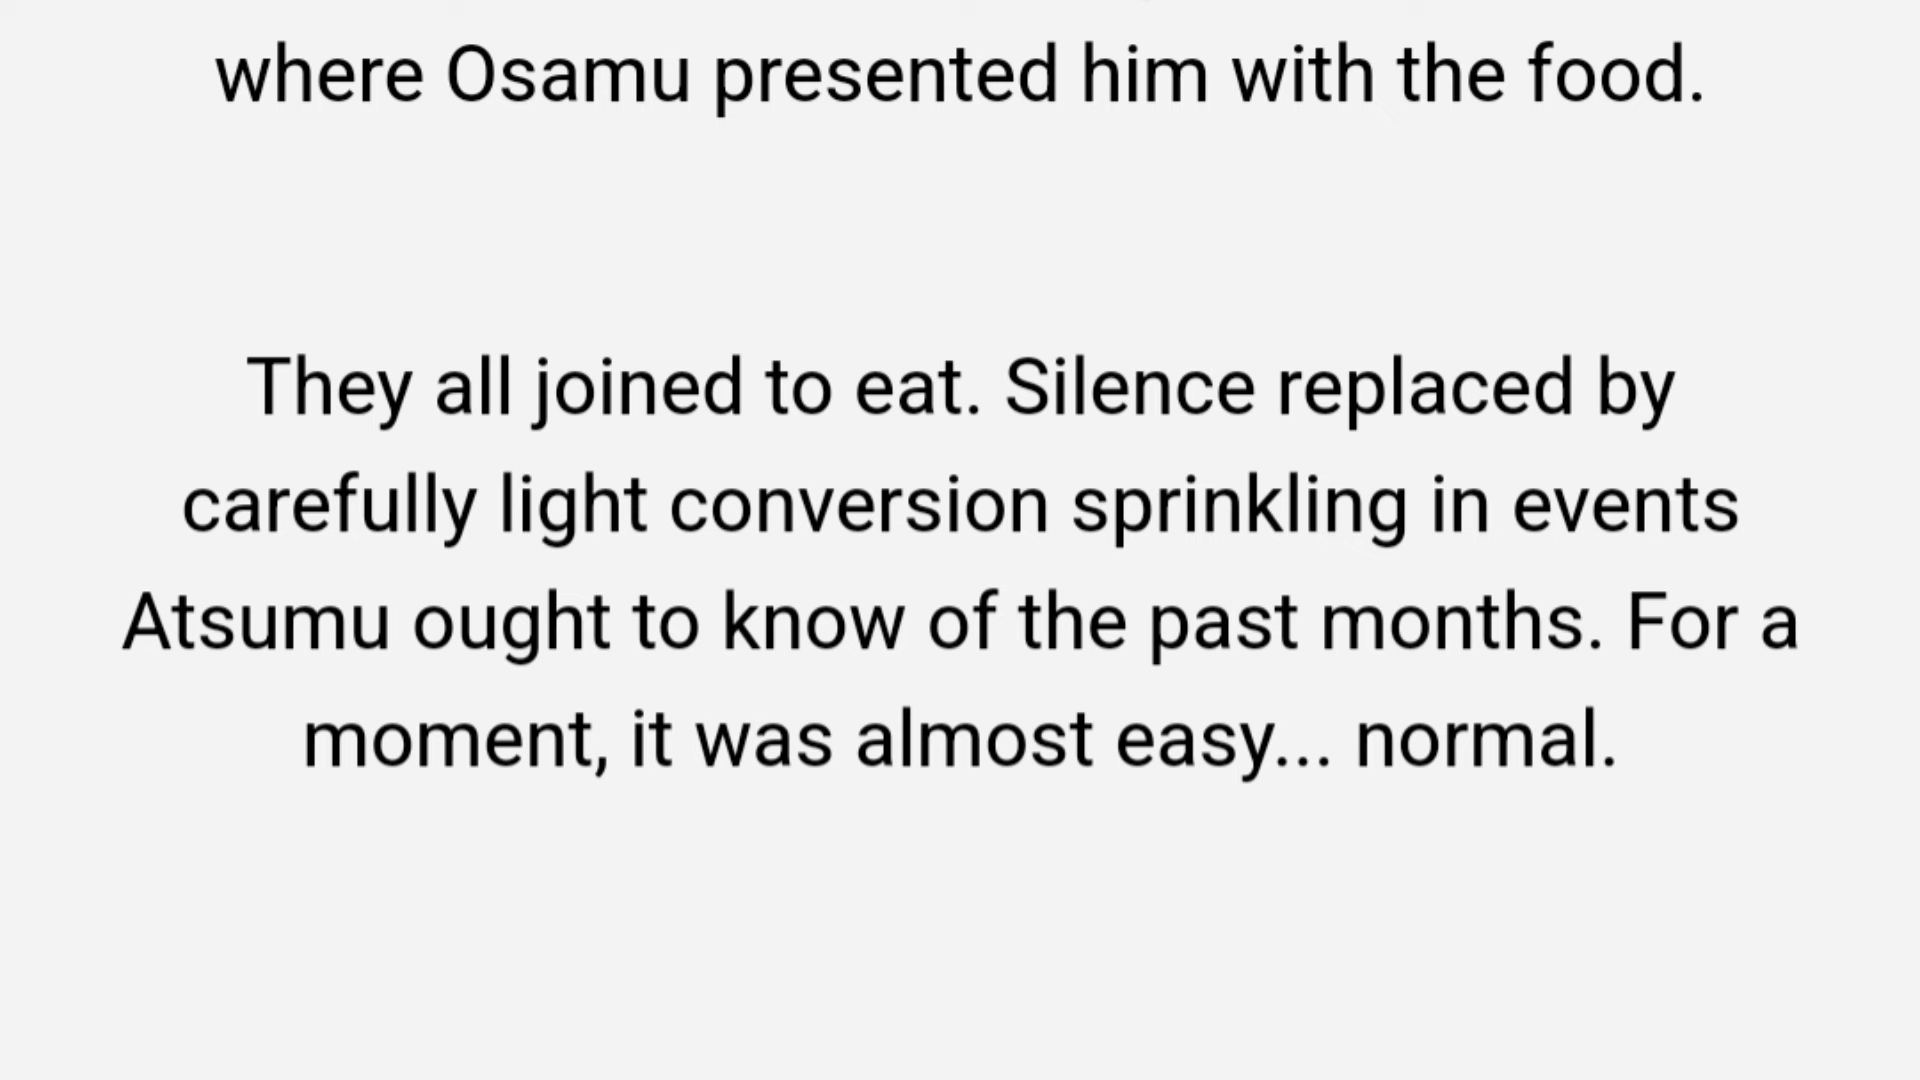 where Osamu presented him with the food.
They all joined to eat. Silence replaced by
carefully light conversion sprinkling in events
Atsumu ought to know of the past months. For a
moment, it was almost easy... normal.